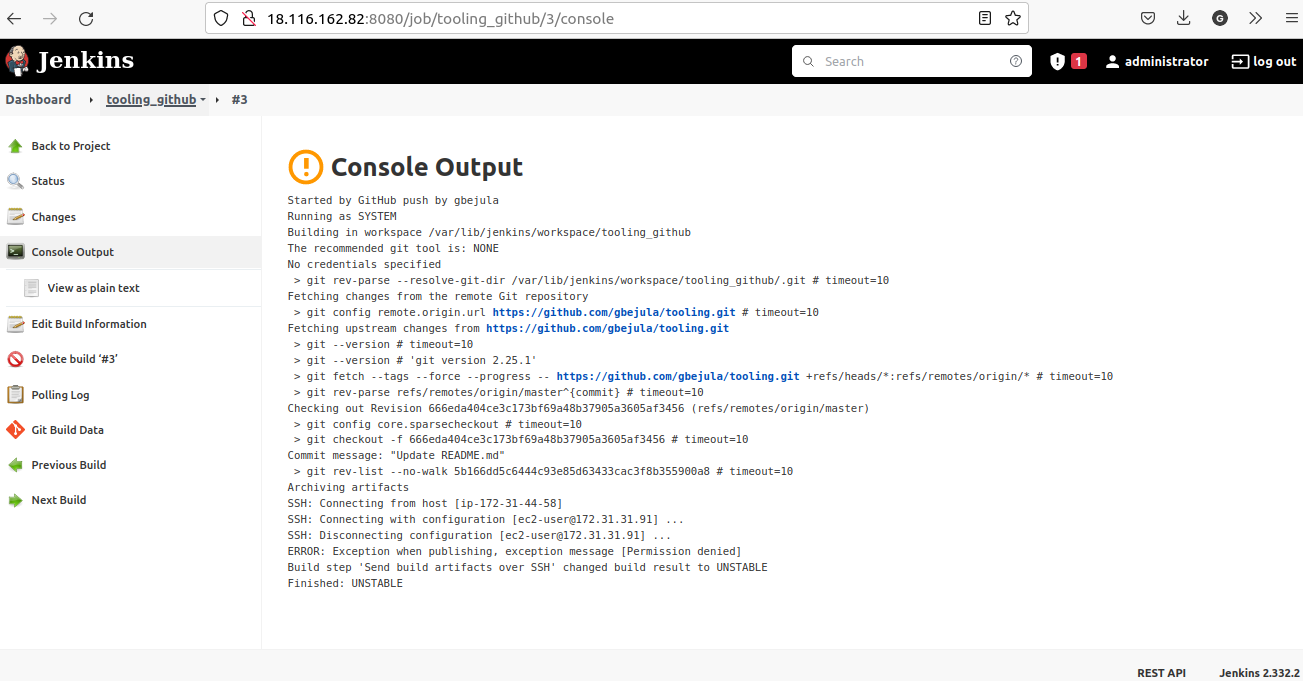 18.116.162.82:8080/job/tooling_github/3/console
G
Jenkins
Search
1
administrator
log out
Dashboard
tooling_github
#3
Back to Project
Status
Changes
Console Output
View as plain text
Edit Build Information
Delete build ‘#3’
Polling Log
Git Build Data
Previous Build
Next Build
Console Output
Started by GitHub push by gbejula
Running as SYSTEM
Building in workspace /var/lib/jenkins/workspace/tooling_github
The recommended git tool is: NONE
No credentials specified
> git rev-parse --resolve-git-dir /var/lib/jenkins/workspace/tooling_github/.git # timeout=10
Fetching changes from the remote Git repository
> git config remote.origin.url https://github.com/gbejula/tooling.git # timeout=10
Fetching upstream changes from https://github.com/gbejula/tooling.git
> git --version # timeout=10
> git --version # 'git version 2.25.1'
> git fetch --tags --force --progress -- https://github.com/gbejula/tooling.git +refs/heads/*:refs/remotes/origin/* # timeout=10
> git rev-parse refs/remotes/origin/master^{commit} # timeout=10
Checking out Revision 666eda404ce3c173bf69a48b37905a3605af3456 (refs/remotes/origin/master)
> git config core.sparsecheckout # timeout=10
> git checkout -f 666eda404ce3c173bf69a48b37905a3605af3456 # timeout=10
Commit message: "Update README.md"
> git rev-list --no-walk 5b166dd5c6444c93e85d63433cac3f8b355900a8 # timeout=10
Archiving artifacts
SSH: Connecting from host [ip-172-31-44-58]
SSH: Connecting with configuration [ec2-user@172.31.31.91] ...
SSH: Disconnecting configuration [ec2-user@172.31.31.91] ...
ERROR: Exception when publishing, exception message [Permission denied]
Build step 'Send build artifacts over SSH' changed build result to UNSTABLE
Finished: UNSTABLE
REST API
Jenkins 2.332.2